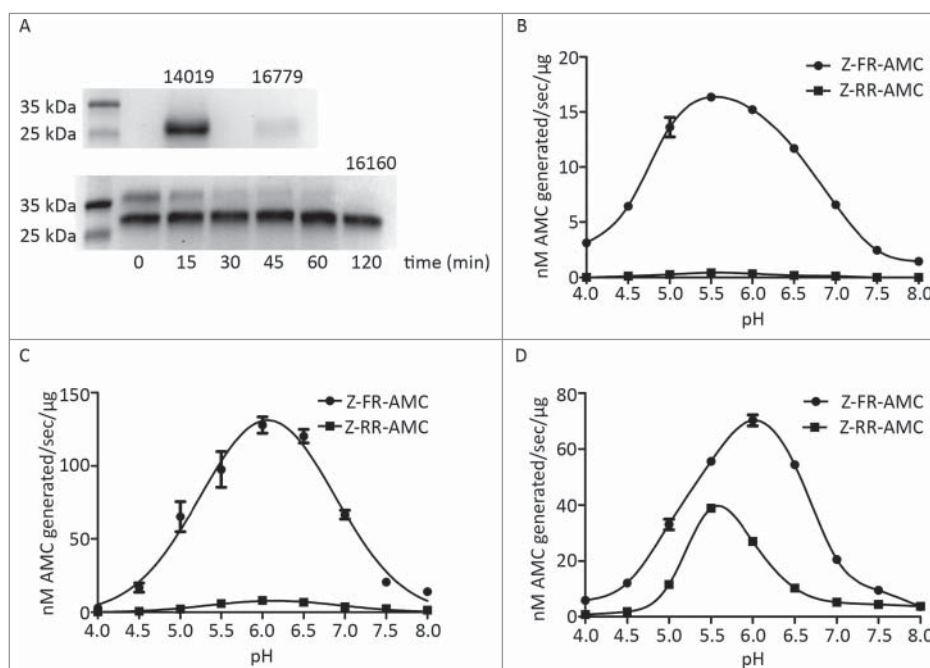 A
14019 16779
35 kDa
25 kDa
16160
35 kDa
25 kDa
0 15 30 45 60 120 time (min)
B
nM AMC generated/sec/µg
20
15
10
5
0
4.0 4.5 5.0 5.5 6.0 6.5 7.0 7.5 8.0
pH
Z-FR-AMC
Z-RR-AMC
C
nM AMC generated/sec/µg
150
100
50
0
4.0 4.5 5.0 5.5 6.0 6.5 7.0 7.5 8.0
pH
Z-FR-AMC
Z-RR-AMC
D
nM AMC generated/sec/µg
80
60
40
20
0
4.0 4.5 5.0 5.5 6.0 6.5 7.0 7.5 8.0
pH
Z-FR-AMC
Z-RR-AMC